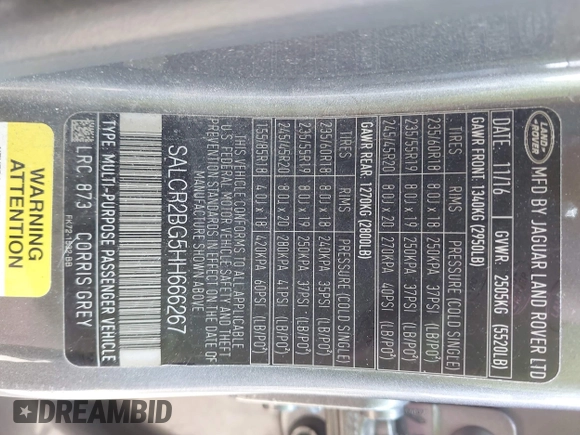 LAND ROVER
MFD BY JAGUAR LAND ROVER LTD
DATE: 11/16 GVWR: 2505KG (5520LB)
GAWR FRONT 1340KG (2950LB)
TIRES RIMS PRESSURE (COLD SINGLE)
235/60R18 8.0J x 18 250KPA 37PSI (LB/PO²)
235/55R19 8.0J x 19 250KPA 37PSI (LB/PO²)
245/45R20 8.0J x 20 270KPA 40PSI (LB/PO²)
GAWR REAR: 1270KG (2800LB)
TIRES RIMS PRESSURE (COLD SINGLE)
235/60R18 8.0J x 18 240KPA 35PSI (LB/PO²)
235/55R19 8.0J x 19 250KPA 37PSI (LB/PO²)
245/45R20 8.0J x 20 280KPA 41PSI (LB/PO²)
T155/85R18 4.0J x 18 420KPA 60PSI (LB/PO²)
THIS VEHICLE CONFORMS TO ALL APPLICABLE
US FEDERAL MOTOR VEHICLE SAFETY AND THEFT
PREVENTION STANDARDS IN EFFECT ON THE DATE OF
MANUFACTURE SHOWN ABOVE.
SALCR2BG5HH666267
TYPE: MULTI-PURPOSE PASSENGER VEHICLE
LRC 873 CORRIS GREY
WARNING
ATTENTION
DREAMBID